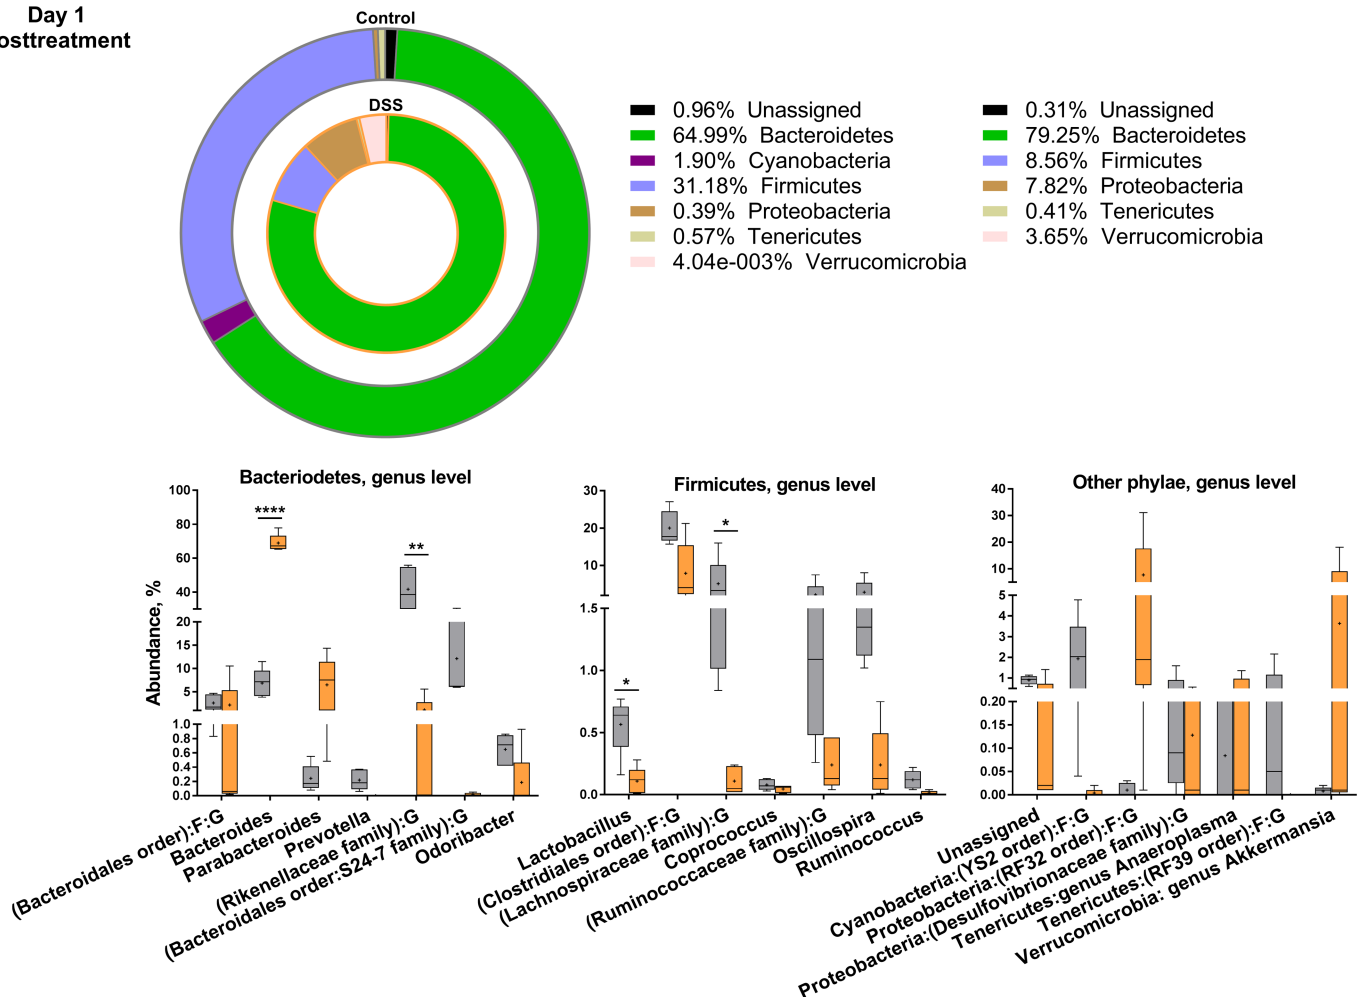 Day 1
osttreatment
Control
DSS
0.96% Unassigned
64.99% Bacteroidetes
1.90% Cyanobacteria
31.18% Firmicutes
0.39% Proteobacteria
0.57% Tenericutes
4.04e-003% Verrucomicrobia
0.31% Unassigned
79.25% Bacteroidetes
8.56% Firmicutes
7.82% Proteobacteria
0.41% Tenericutes
3.65% Verrucomicrobia
Bacteriodetes, genus level
Abundance, %
100
80
60
40
20
15
10
5
1.0
0.8
0.6
0.4
0.2
0.0
****
**
(Bacteroidales order):F:G
Bacteroides
Parabacteroides
Prevotella
(Rikenellaceae family):G
(Bacteroidales order:S24-7 family):G
Odoribacter
Firmicutes, genus level
30
20
10
1.5
1.0
0.5
0.0
*
*
Lactobacillus
(Clostridiales order):F:G
(Lachnospiraceae family):G
Coprococcus
(Ruminococcaceae family):G
Oscillospira
Ruminococcus
Other phylae, genus level
40
30
20
10
5
4
3
2
1
0.20
0.15
0.10
0.05
0.00
Unassigned
Cyanobacteria:(YS2 order):F:G
Proteobacteria:(RF32 order):F:G
Proteobacteria:(Desulfovibrionaceae family):G
Tenericutes:genus Anaeroplasma
Tenericutes:(RF39 order):F:G
Verrucomicrobia: genus Akkermansia